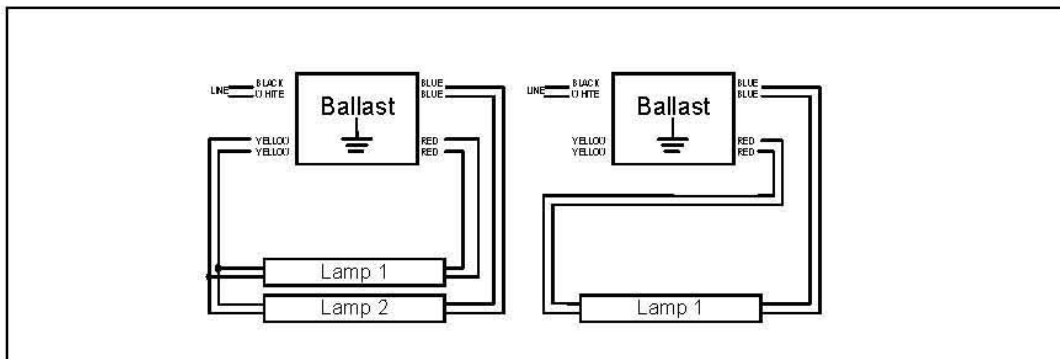 LINE
BLACK
WHITE
Ballast
BLUE
BLUE
YELLOW
YELLOW
RED
RED
Lamp 1
Lamp 2
LINE
BLACK
WHITE
Ballast
BLUE
BLUE
YELLOW
YELLOW
RED
RED
Lamp 1